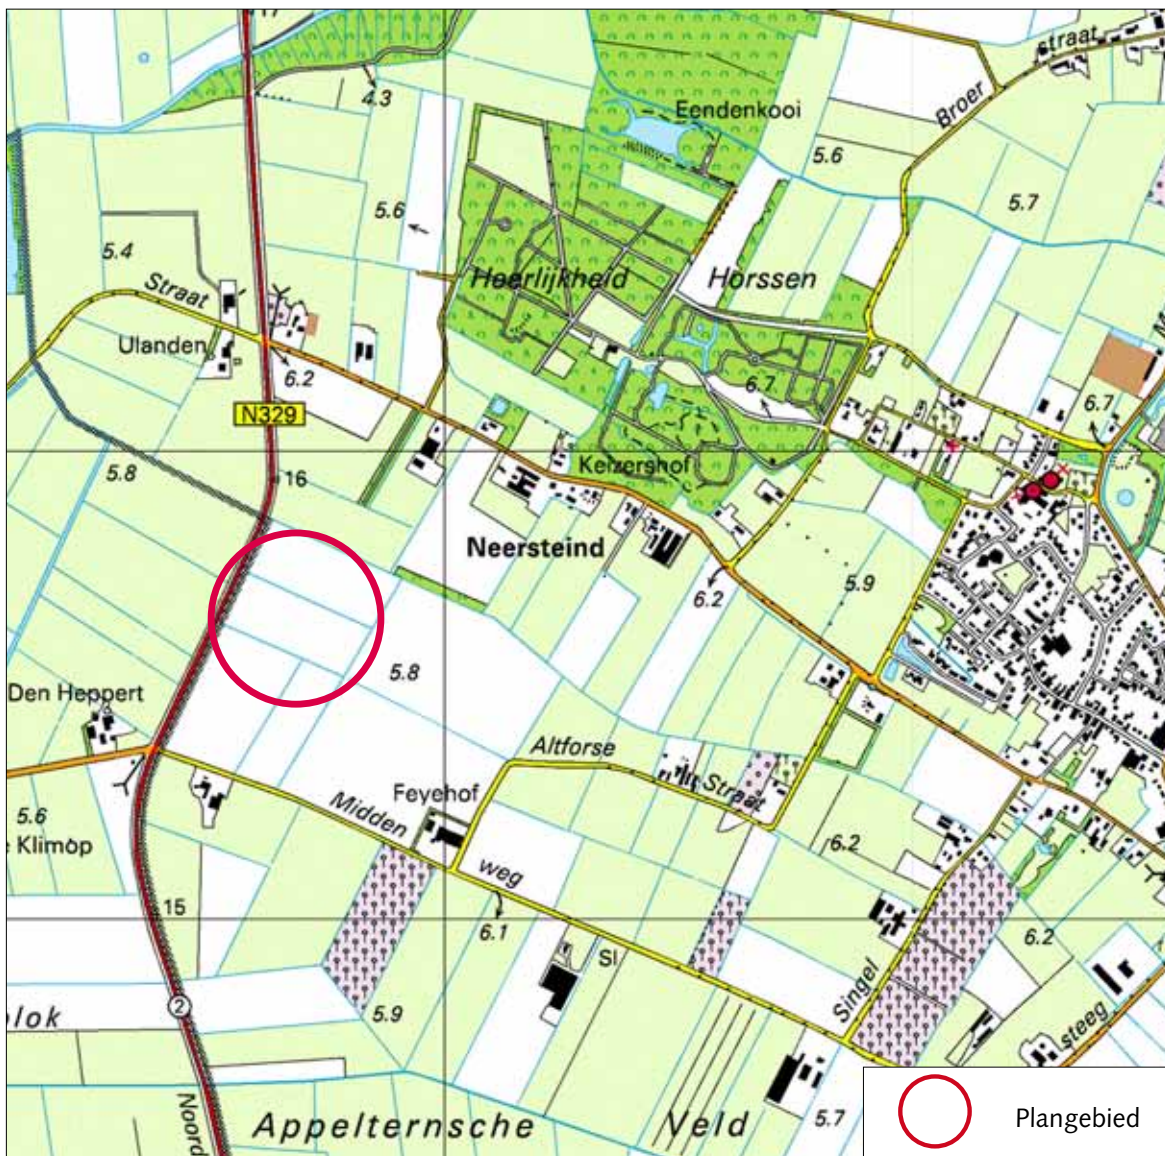 straat
Broer
4.3
Eendenkooi
5.6
5.7
5.6
5.4
Heerlijkheid Horssen
Straat
Ulanden
6.2
6.7
N329
6.7
5.8
Keizershof
16
Neersteind
5.9
6.2
5.8
Den Heppert
Altforse
Straat
Feyehof
Midden
weg
5.6
Klimop
6.2
15
6.1
6.2
SI
Singel
2
5.9
lok
steeg
Noord
Appelternsche Veld
5.7
Plangebied